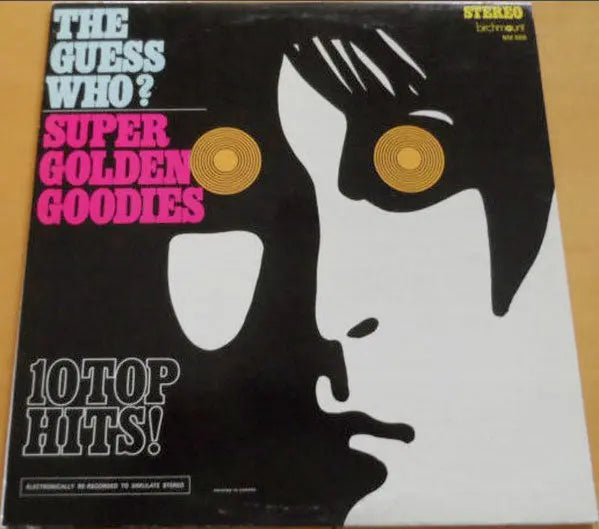 THE
GUESS
WHO?
STEREO
birchmount
SUPER
GOLDEN
GOODIES
10 TOP
HITS!
ELECTRONICALLY RE-RECORDED TO SIMULATE STEREO